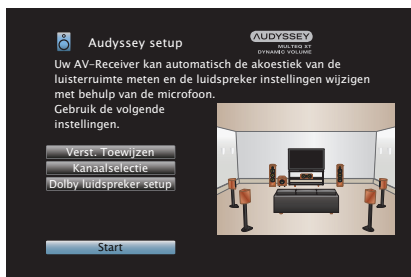 Audyssey setup
AUDYSSEY
MULTEQ XT
DYNAMIC VOLUME
Uw AV-Receiver kan automatisch de akoestiek van de
luisterruimte meten en de luidspreker instellingen wijzigen
met behulp van de microfoon.
Gebruik de volgende
instellingen.
Verst. Toewijzen
Kanaalselectie
Dolby luidspreker setup
Start